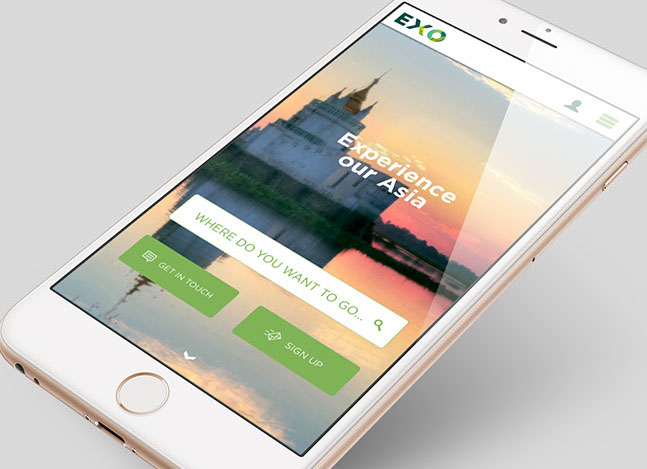 EXO
Experience
our Asia
WHERE DO YOU WANT TO GO...
GET IN TOUCH
SIGN UP